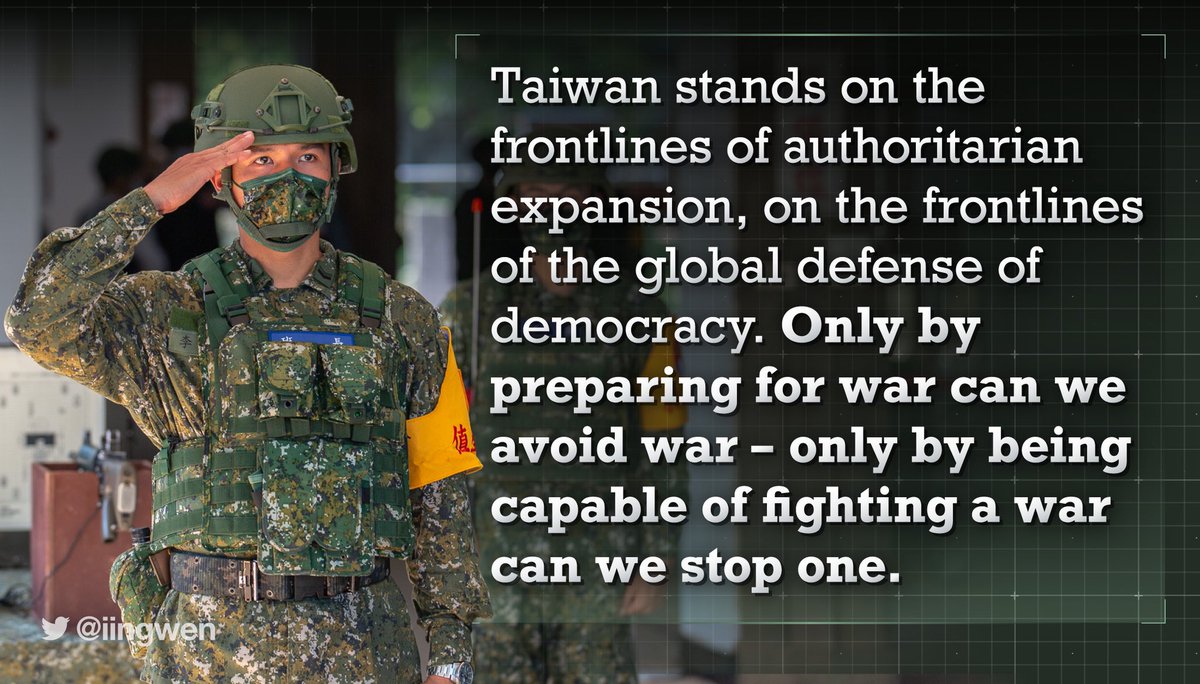 Taiwan stands on the
frontlines of authoritarian
expansion, on the frontlines
of the global defense of
democracy. Only by
preparing for war can we
avoid war – only by being
capable of fighting a war
can we stop one.
李
值
@iingwen